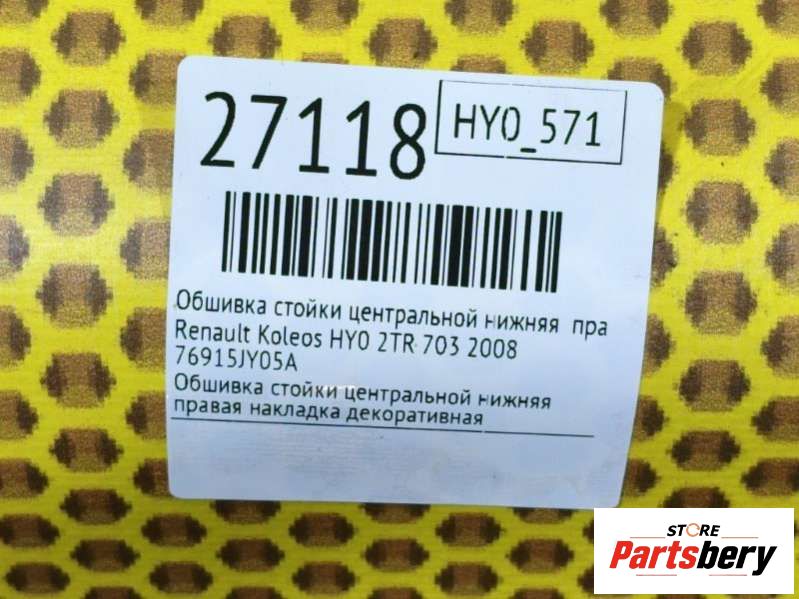 27118
HY0_571
Обшивка стойки центральной нижняя пра
Renault Koleos HY0 2TR 703 2008
76915JY05A
Обшивка стойки центральной нижняя
правая накладка декоративная
STORE
Partsbery